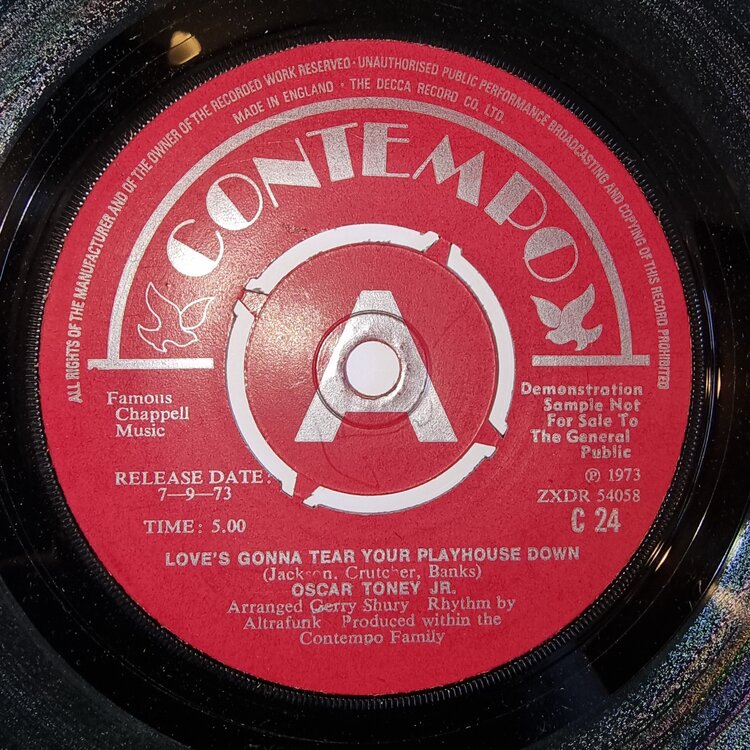 ALL RIGHTS OF THE MANUFACTURER AND OF THE OWNER OF THE RECORDED WORK RESERVED · UNAUTHORISED PUBLIC PERFORMANCE BROADCASTING AND COPYING OF THIS RECORD PROHIBITED
MADE IN ENGLAND · THE DECCA RECORD CO, LTD.
CONTEMPO
A
Famous
Chappell
Music
Demonstration
Sample Not
For Sale To
The General
Public
RELEASE DATE:
7—9—73
℗ 1973
ZXDR 54058
TIME: 5.00
C 24
LOVE'S GONNA TEAR YOUR PLAYHOUSE DOWN
(Jackson, Crutcher, Banks)
OSCAR TONEY JR.
Arranged Gerry Shury Rhythm by
Altrafunk Produced within the
Contempo Family